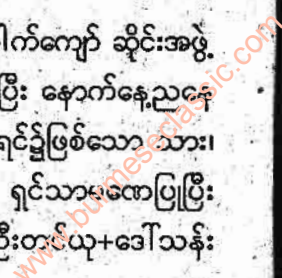 ါက်ကျော် ဆိုင်းအဖွဲ့
ပြီး နောက်နေ့ညနေ
ရင်၌ဖြစ်သော သား၊
ရှင်သာမဏေပြုပြီး
ဦးတင်ယု+ဒေါ်သန်း
www.burmeseclassic.com